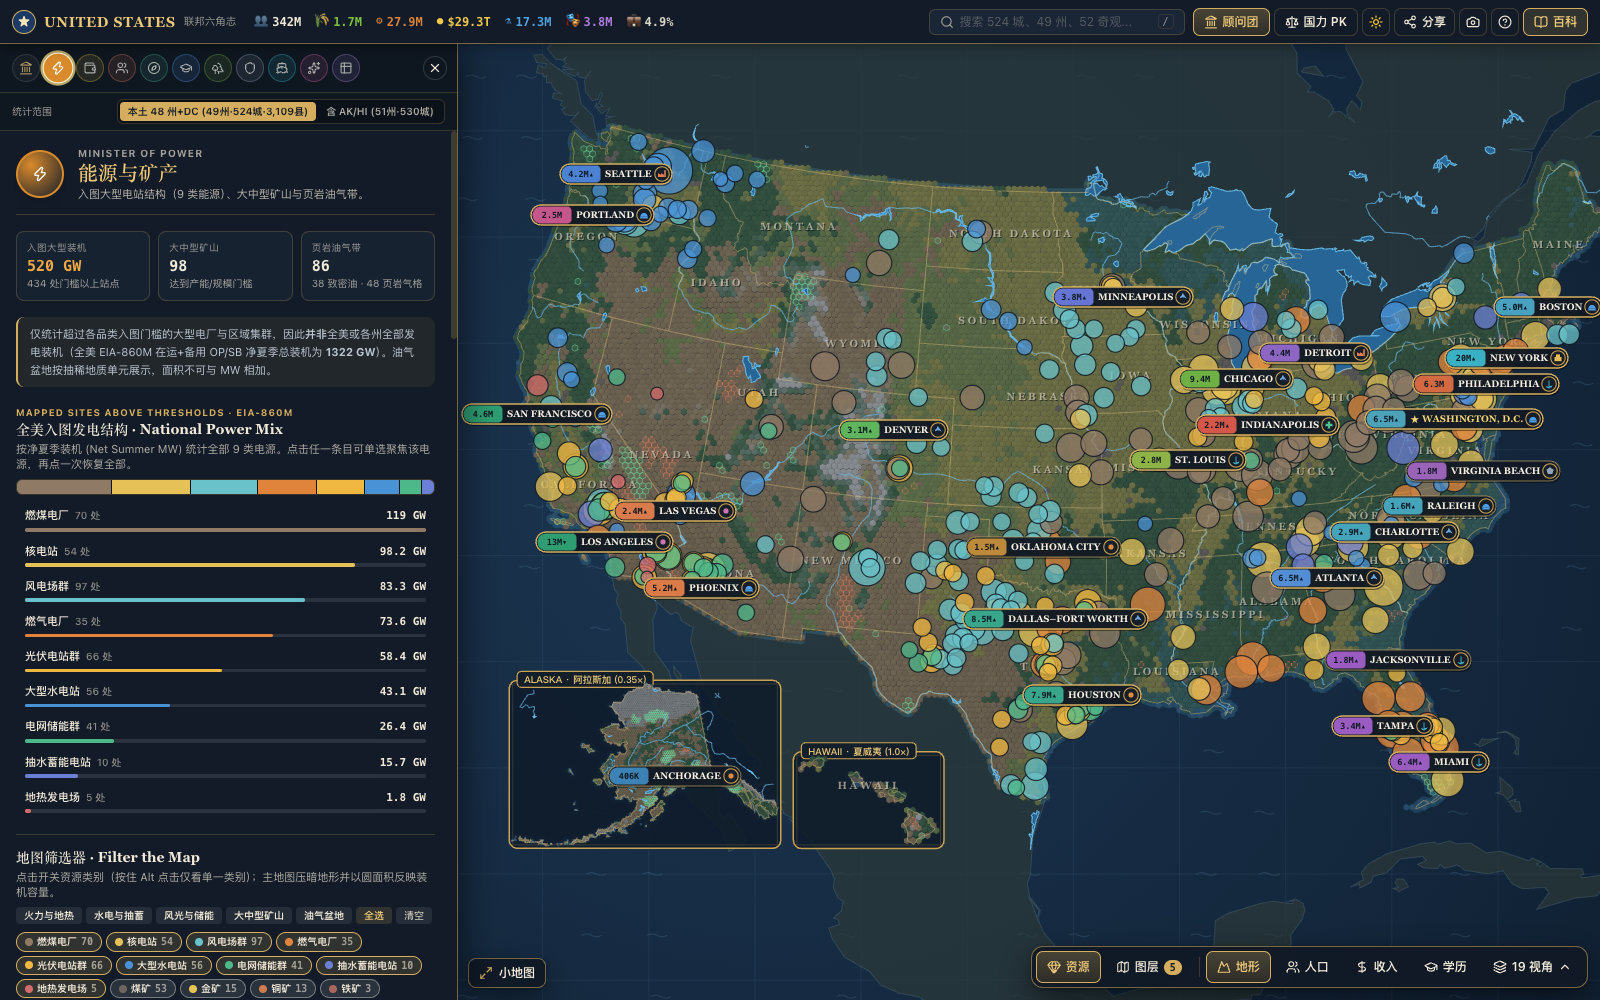 UNITED STATES 联邦六角志 342M 1.7M 27.9M $29.3T 17.3M 3.8M 4.9%
搜索 524 城、49 州、52 奇观… /
顾问团
国力 PK
分享
百科
统计范围
本土 48 州+DC (49州·524城·3,109县)
含 AK/HI (51州·530城)
MINISTER OF POWER
能源与矿产
入图大型电站结构（9 类能源）、大中型矿山与页岩油气带。
入图大型装机
520 GW
434 处门槛以上站点
大中型矿山
98
达到产能/规模门槛
页岩油气带
86
38 致密油 · 48 页岩气格
仅统计超过各品类入图门槛的大型电厂与区域集群，因此并非全美或各州全部发
电装机（全美 EIA-860M 在运+备用 OP/SB 净夏季总装机为 1322 GW）。油气
盆地按抽稀地质单元展示，面积不可与 MW 相加。
MAPPED SITES ABOVE THRESHOLDS · EIA-860M
全美入图发电结构 · National Power Mix
按净夏季装机 (Net Summer MW) 统计全部 9 类电源。点击任一条目可单选聚焦该电
源，再点一次恢复全部。
燃煤电厂 70 处 119 GW
核电站 54 处 98.2 GW
风电场群 97 处 83.3 GW
燃气电厂 35 处 73.6 GW
光伏电站群 66 处 58.4 GW
大型水电站 56 处 43.1 GW
电网储能群 41 处 26.4 GW
抽水蓄能电站 10 处 15.7 GW
地热发电场 5 处 1.8 GW
地图筛选器 · Filter the Map
点击开关资源类别（按住 Alt 点击仅看单一类别）；主地图压暗地形并以圆面积反映装
机容量。
火力与地热 水电与抽蓄 风光与储能 大中型矿山 油气盆地 全选 清空
燃煤电厂 70 核电站 54 风电场群 97 燃气电厂 35
光伏电站群 66 大型水电站 56 电网储能群 41 抽水蓄能电站 10
地热发电场 5 煤矿 53 金矿 15 铜矿 13 铁矿 3
4.2M▲ SEATTLE
2.5M PORTLAND
OREGON
MONTANA
IDAHO
MAINE
3.8M▲ MINNEAPOLIS
5.0M▲ BOSTON
4.4M DETROIT
20M▲ NEW YORK
9.4M CHICAGO
6.3M PHILADELPHIA
IOWA
4.6M SAN FRANCISCO
3.1M▲ DENVER
2.2M▲ INDIANAPOLIS
6.5M▲ ★ WASHINGTON, D.C.
NEVADA
2.8M ST. LOUIS
1.8M VIRGINIA BEACH
2.4M▲ LAS VEGAS
1.6M▲ RALEIGH
13M▼ LOS ANGELES
1.5M▲ OKLAHOMA CITY
2.9M▲ CHARLOTTE
5.2M▲ PHOENIX
6.5M▲ ATLANTA
ALABAMA
8.5M▲ DALLAS–FORT WORTH
MISSISSIPPI
1.8M▲ JACKSONVILLE
LOUISIANA
7.9M▲ HOUSTON
3.4M▲ TAMPA
6.4M▲ MIAMI
ALASKA · 阿拉斯加 (0.35×)
406K ANCHORAGE
HAWAII · 夏威夷 (1.0×)
HAWAII
小地图
资源
图层 5
地形
人口
收入
学历
19 视角